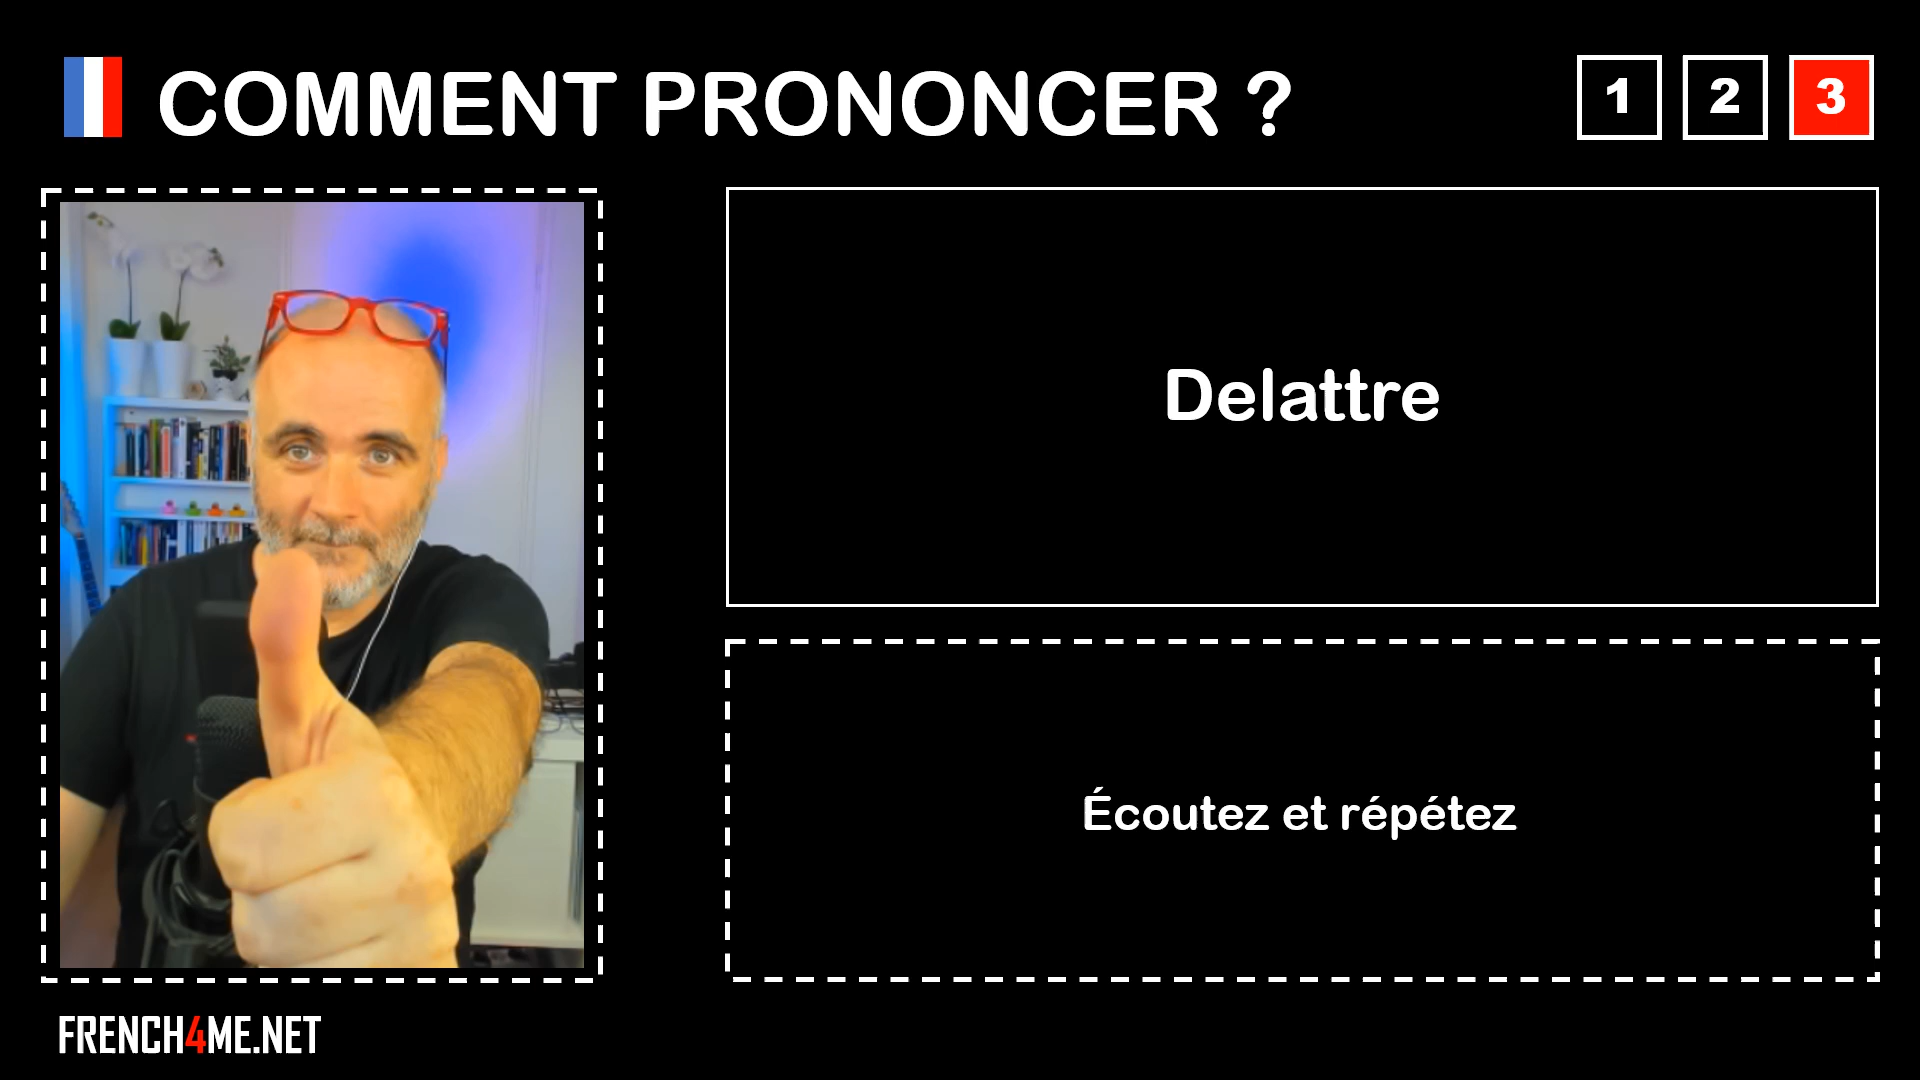 COMMENT PRONONCER ?
1 2 3
Delattre
Écoutez et répétez
FRENCH4ME.NET